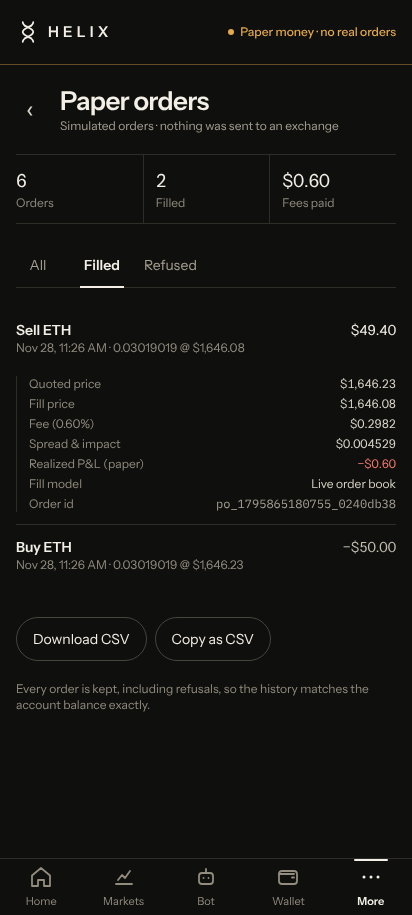 HELIX
Paper money · no real orders
‹ Paper orders
Simulated orders · nothing was sent to an exchange
6 2 $0.60
Orders Filled Fees paid
All Filled Refused
Sell ETH $49.40
Nov 28, 11:26 AM · 0.03019019 @ $1,646.08
Quoted price $1,646.23
Fill price $1,646.08
Fee (0.60%) $0.2982
Spread & impact $0.004529
Realized P&L (paper) −$0.60
Fill model Live order book
Order id po_1795865180755_0240db38
Buy ETH −$50.00
Nov 28, 11:26 AM · 0.03019019 @ $1,646.23
Download CSV Copy as CSV
Every order is kept, including refusals, so the history matches the
account balance exactly.
Home Markets Bot Wallet More